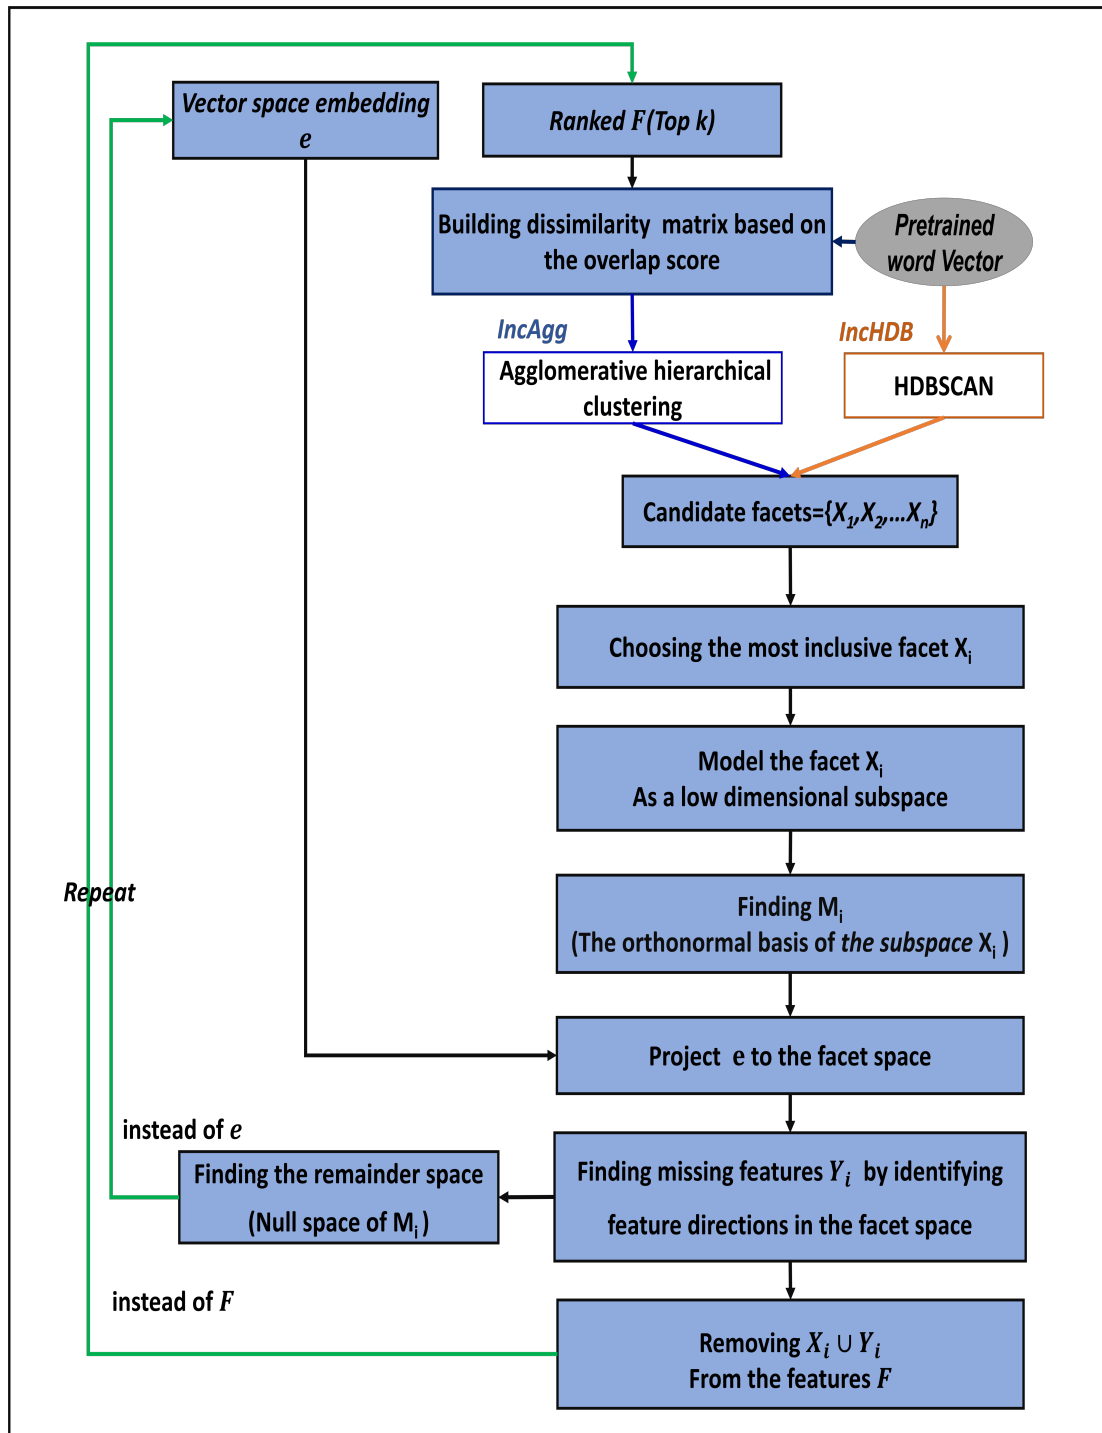 Vector space embedding
e
Ranked F(Top k)
Building dissimilarity matrix based on
the overlap score
Pretrained
word Vector
IncAgg
IncHDB
Agglomerative hierarchical
clustering
HDBSCAN
Candidate facets={X₁,X₂,...Xₙ}
Choosing the most inclusive facet Xᵢ
Model the facet Xᵢ
As a low dimensional subspace
Repeat
Finding Mᵢ
(The orthonormal basis of the subspace Xᵢ )
Project e to the facet space
instead of e
Finding the remainder space
(Null space of Mᵢ )
Finding missing features Yᵢ by identifying
feature directions in the facet space
instead of F
Removing Xᵢ ∪ Yᵢ
From the features F